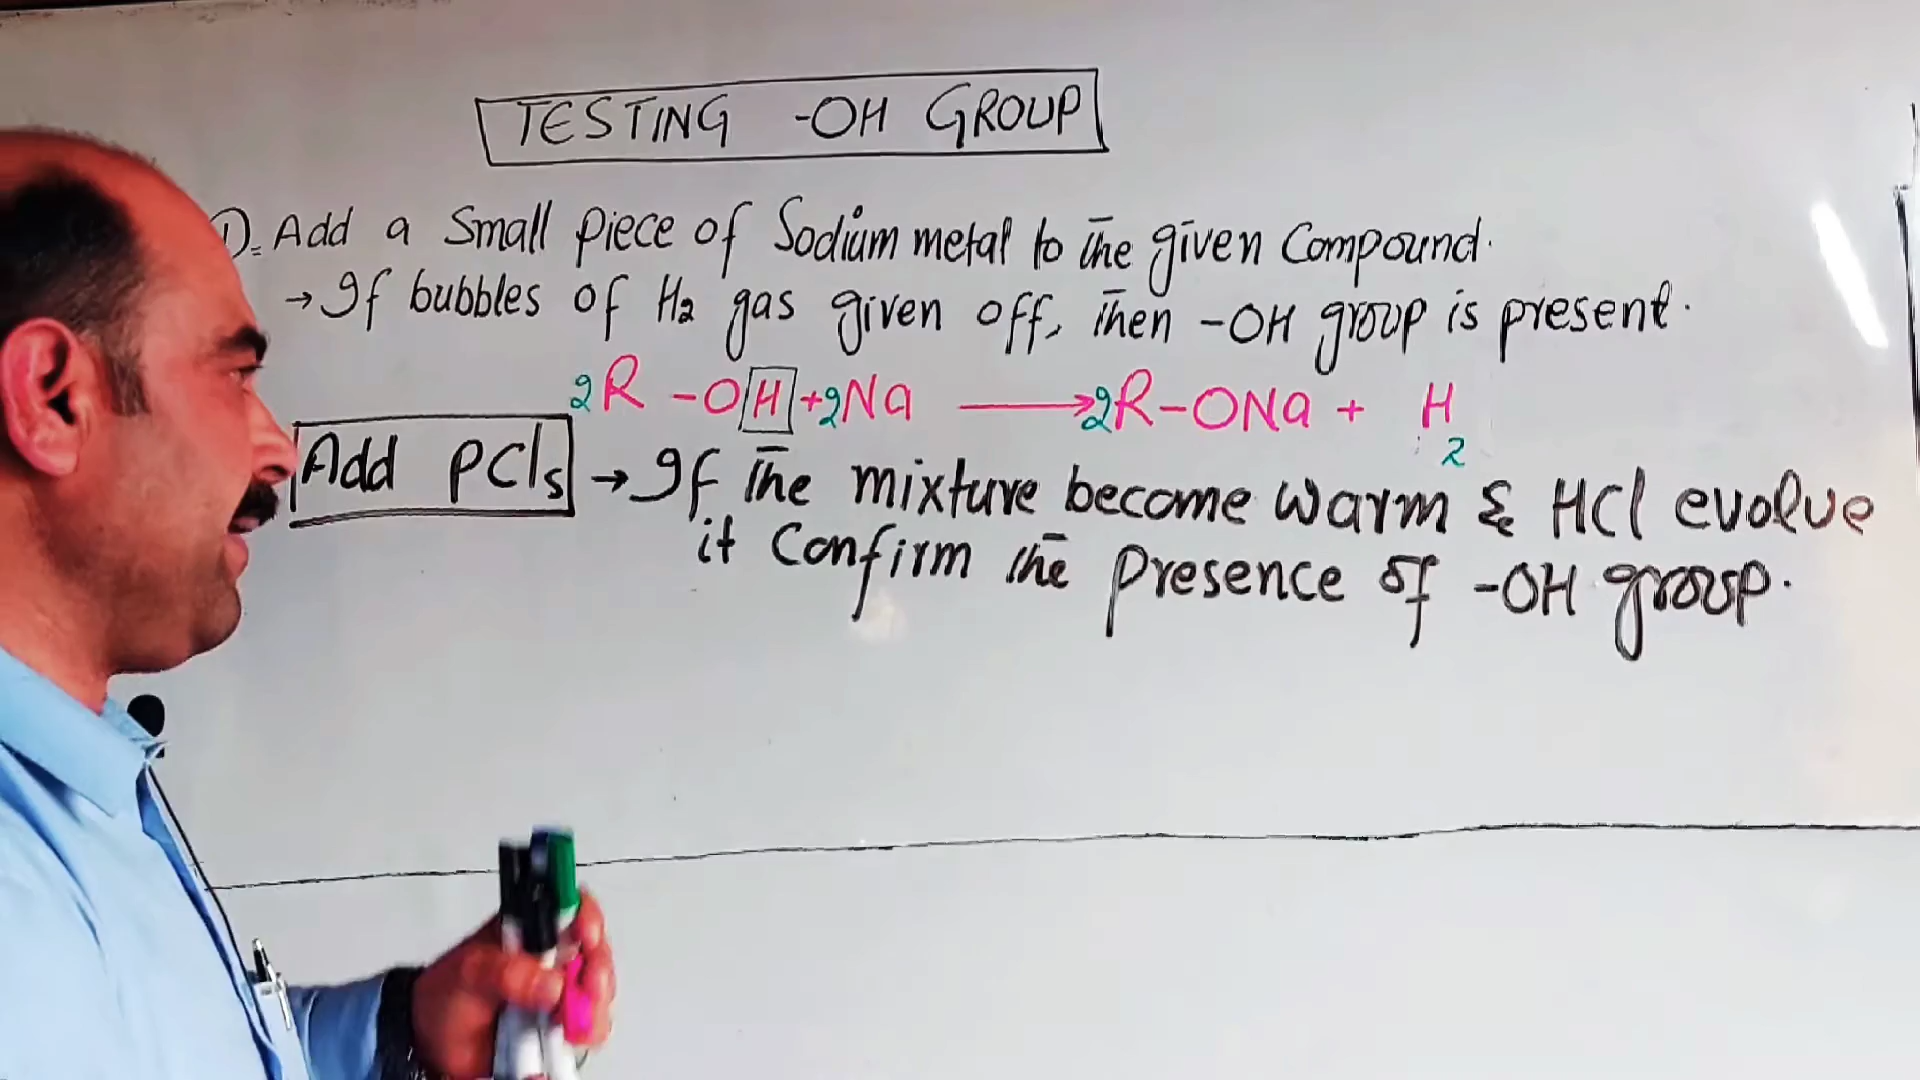 TESTING -OH GROUP
1). Add a Small Piece of Sodium metal to the given Compound.
→ If bubbles of H2 gas given off, then -OH group is present.
2R-OH +2Na → 2R-ONa + H2
Add PCl5 → If the mixture become warm & HCl evolve
it Confirm the Presence of -OH group.